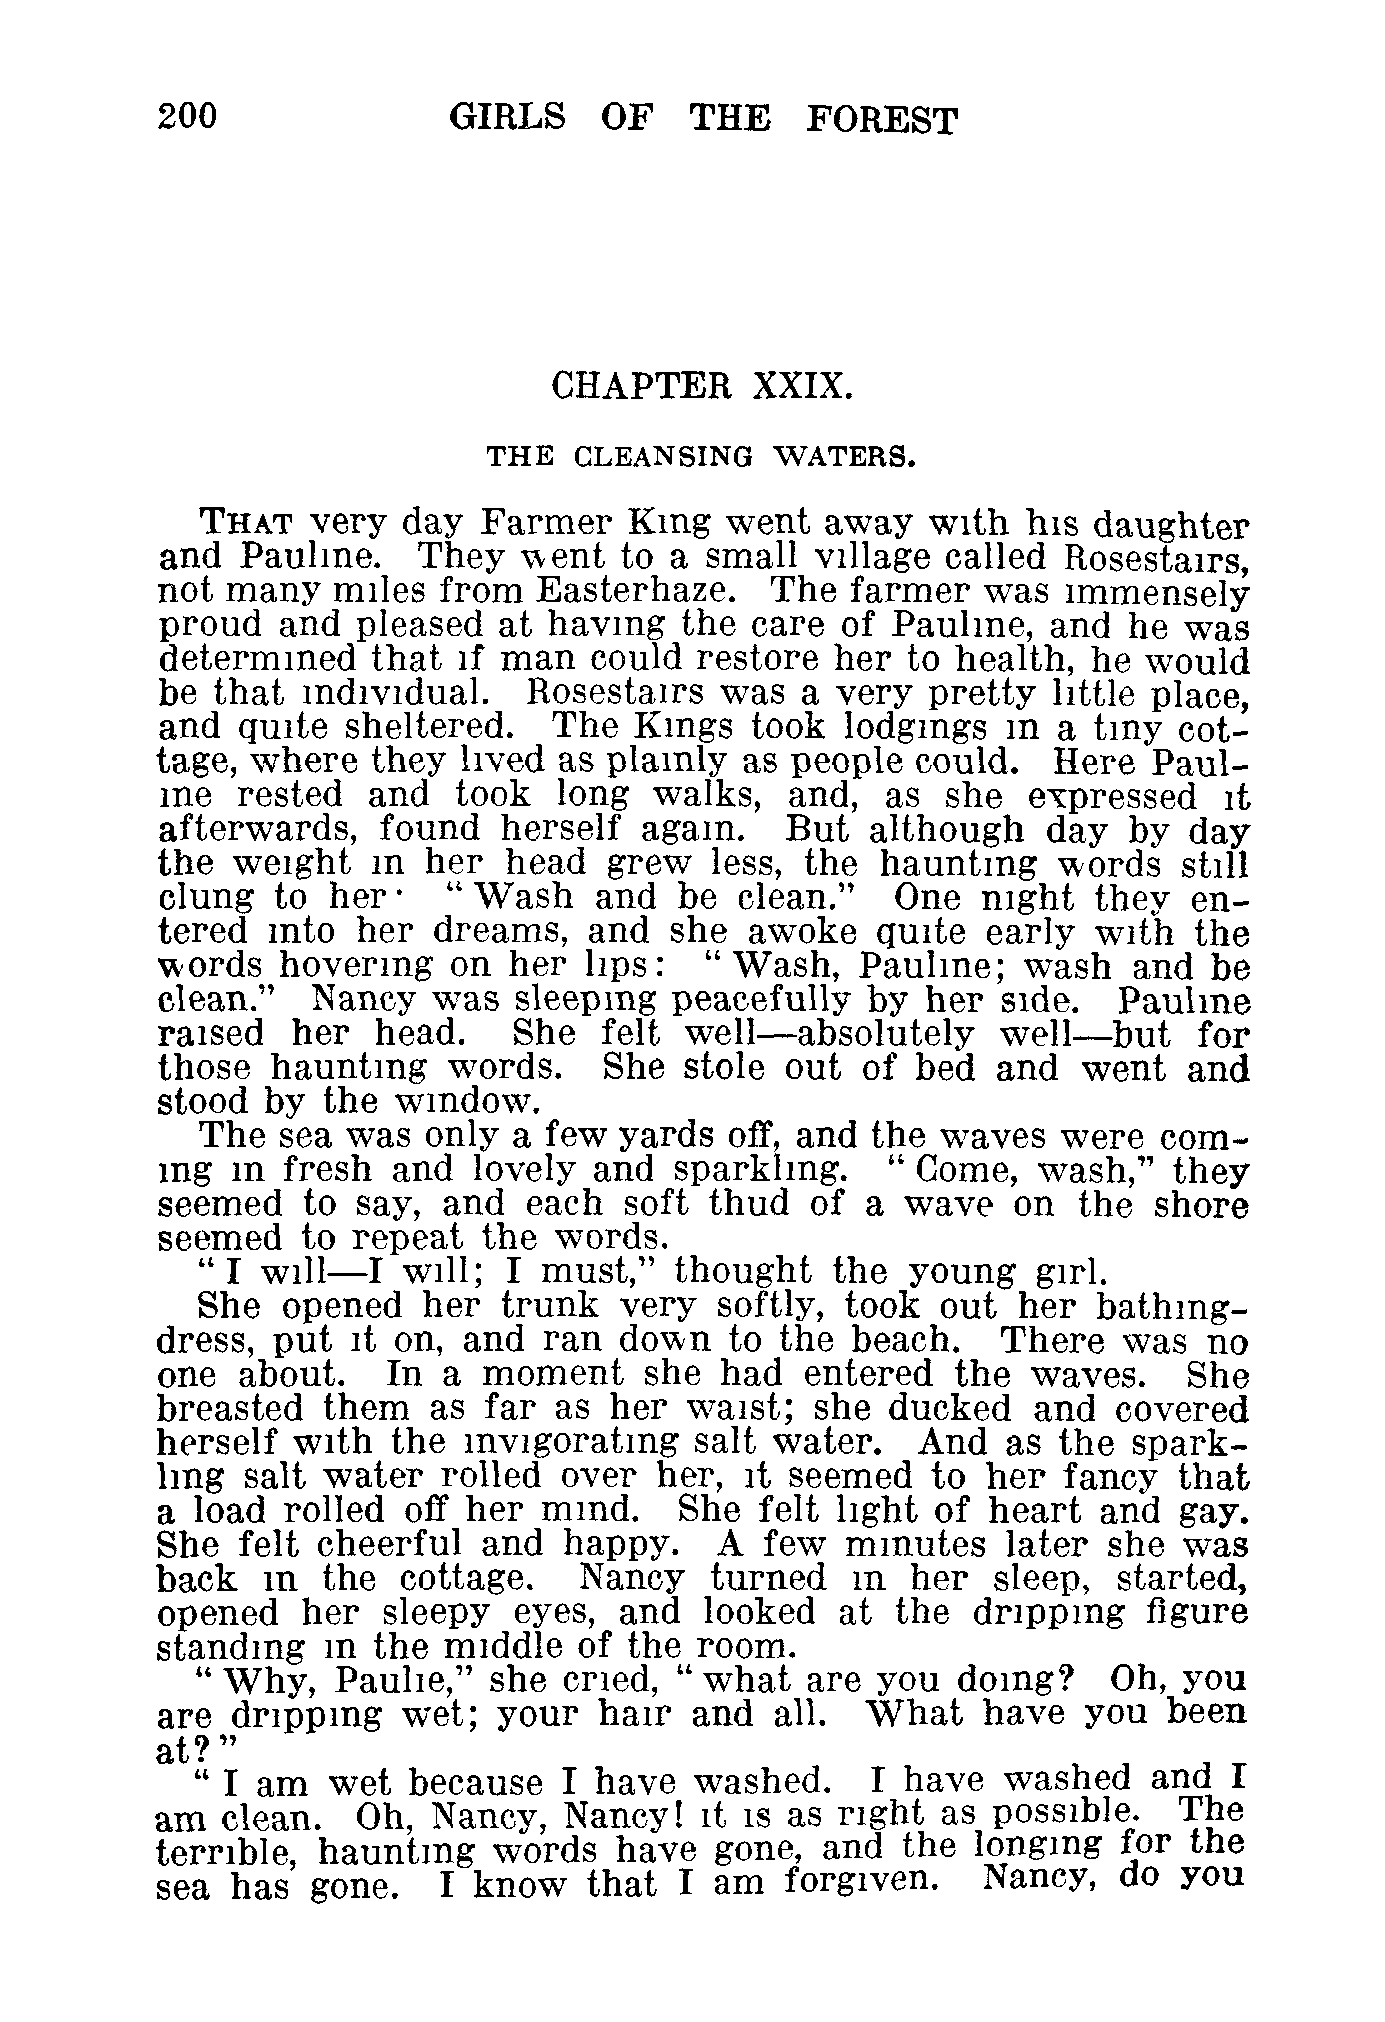 200 GIRLS OF THE FOREST
CHAPTER XXIX.
THE CLEANSING WATERS.
THAT very day Farmer King went away with his daughter
and Pauline. They went to a small village called Rosestairs,
not many miles from Easterhaze. The farmer was immensely
proud and pleased at having the care of Pauline, and he was
determined that if man could restore her to health, he would
be that individual. Rosestairs was a very pretty little place,
and quite sheltered. The Kings took lodgings in a tiny cot-
tage, where they lived as plainly as people could. Here Paul-
ine rested and took long walks, and, as she expressed it
afterwards, found herself again. But although day by day
the weight in her head grew less, the haunting words still
clung to her: “Wash and be clean.” One night they en-
tered into her dreams, and she awoke quite early with the
words hovering on her lips: “Wash, Pauline; wash and be
clean.” Nancy was sleeping peacefully by her side. Pauline
raised her head. She felt well—absolutely well—but for
those haunting words. She stole out of bed and went and
stood by the window.
The sea was only a few yards off, and the waves were com-
ing in fresh and lovely and sparkling. “Come, wash,” they
seemed to say, and each soft thud of a wave on the shore
seemed to repeat the words.
“I will—I will; I must,” thought the young girl.
She opened her trunk very softly, took out her bathing-
dress, put it on, and ran down to the beach. There was no
one about. In a moment she had entered the waves. She
breasted them as far as her waist; she ducked and covered
herself with the invigorating salt water. And as the spark-
ling salt water rolled over her, it seemed to her fancy that
a load rolled off her mind. She felt light of heart and gay.
She felt cheerful and happy. A few minutes later she was
back in the cottage. Nancy turned in her sleep, started,
opened her sleepy eyes, and looked at the dripping figure
standing in the middle of the room.
“Why, Paulie,” she cried, “what are you doing? Oh, you
are dripping wet; your hair and all. What have you been
at?”
“I am wet because I have washed. I have washed and I
am clean. Oh, Nancy, Nancy! it is as right as possible. The
terrible, haunting words have gone, and the longing for the
sea has gone. I know that I am forgiven. Nancy, do you